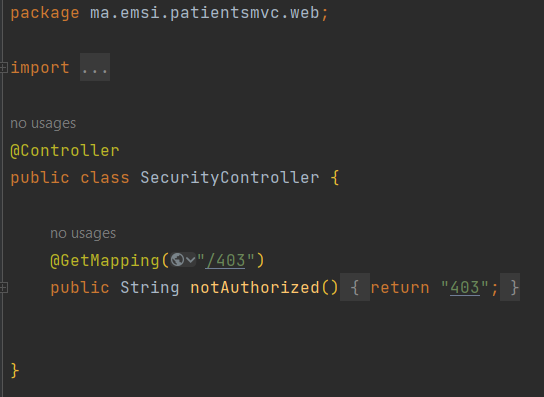 package ma.emsi.patientsmvc.web;
import ...
no usages
@Controller
public class SecurityController {
no usages
@GetMapping("/403")
public String notAuthorized() { return "403"; }
}